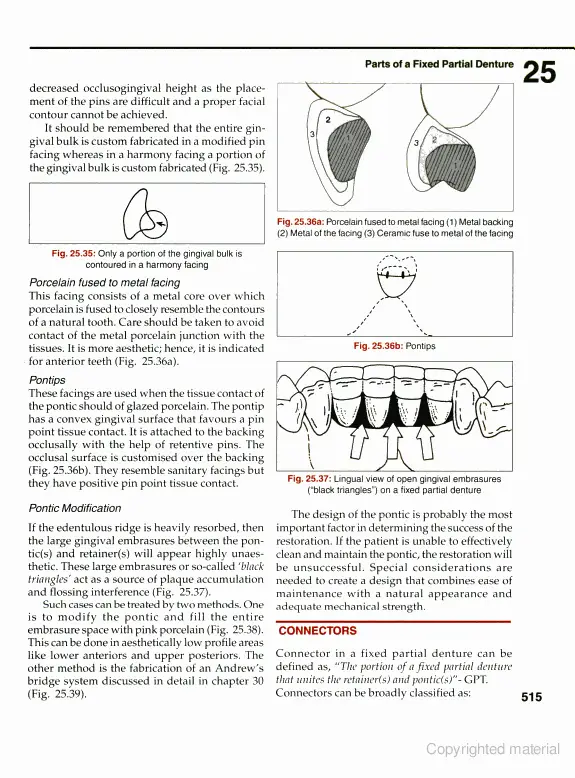 Parts of a Fixed Partial Denture 25
decreased occlusogingival height as the place-
ment of the pins are difficult and a proper facial
contour cannot be achieved.
It should be remembered that the entire gin-
gival bulk is custom fabricated in a modified pin
facing whereas in a harmony facing a portion of
the gingival bulk is custom fabricated (Fig. 25.35).
Fig. 25.35: Only a portion of the gingival bulk is
contoured in a harmony facing
Porcelain fused to metal facing
This facing consists of a metal core over which
porcelain is fused to closely resemble the contours
of a natural tooth. Care should be taken to avoid
contact of the metal porcelain junction with the
tissues. It is more aesthetic; hence, it is indicated
for anterior teeth (Fig. 25.36a).
Pontips
These facings are used when the tissue contact of
the pontic should of glazed porcelain. The pontip
has a convex gingival surface that favours a pin
point tissue contact. It is attached to the backing
occlusally with the help of retentive pins. The
occlusal surface is customised over the backing
(Fig. 25.36b). They resemble sanitary facings but
they have positive pin point tissue contact.
Pontic Modification
If the edentulous ridge is heavily resorbed, then
the large gingival embrasures between the pon-
tic(s) and retainer(s) will appear highly unaes-
thetic. These large embrasures or so-called 'black
triangles' act as a source of plaque accumulation
and flossing interference (Fig. 25.37).
Such cases can be treated by two methods. One
is to modify the pontic and fill the entire
embrasure space with pink porcelain (Fig. 25.38).
This can be done in aesthetically low profile areas
like lower anteriors and upper posteriors. The
other method is the fabrication of an Andrew's
bridge system discussed in detail in chapter 30
(Fig. 25.39).
2
3
1
2
3
1
Fig. 25.36a: Porcelain fused to metal facing (1) Metal backing
(2) Metal of the facing (3) Ceramic fuse to metal of the facing
Fig. 25.36b: Pontips
Fig. 25.37: Lingual view of open gingival embrasures
("black triangles") on a fixed partial denture
The design of the pontic is probably the most
important factor in determining the success of the
restoration. If the patient is unable to effectively
clean and maintain the pontic, the restoration will
be unsuccessful. Special considerations are
needed to create a design that combines ease of
maintenance with a natural appearance and
adequate mechanical strength.
CONNECTORS
Connector in a fixed partial denture can be
defined as, "The portion of a fixed partial denture
that unites the retainer(s) and pontic(s)"- GPT.
Connectors can be broadly classified as:
515
Copyrighted material